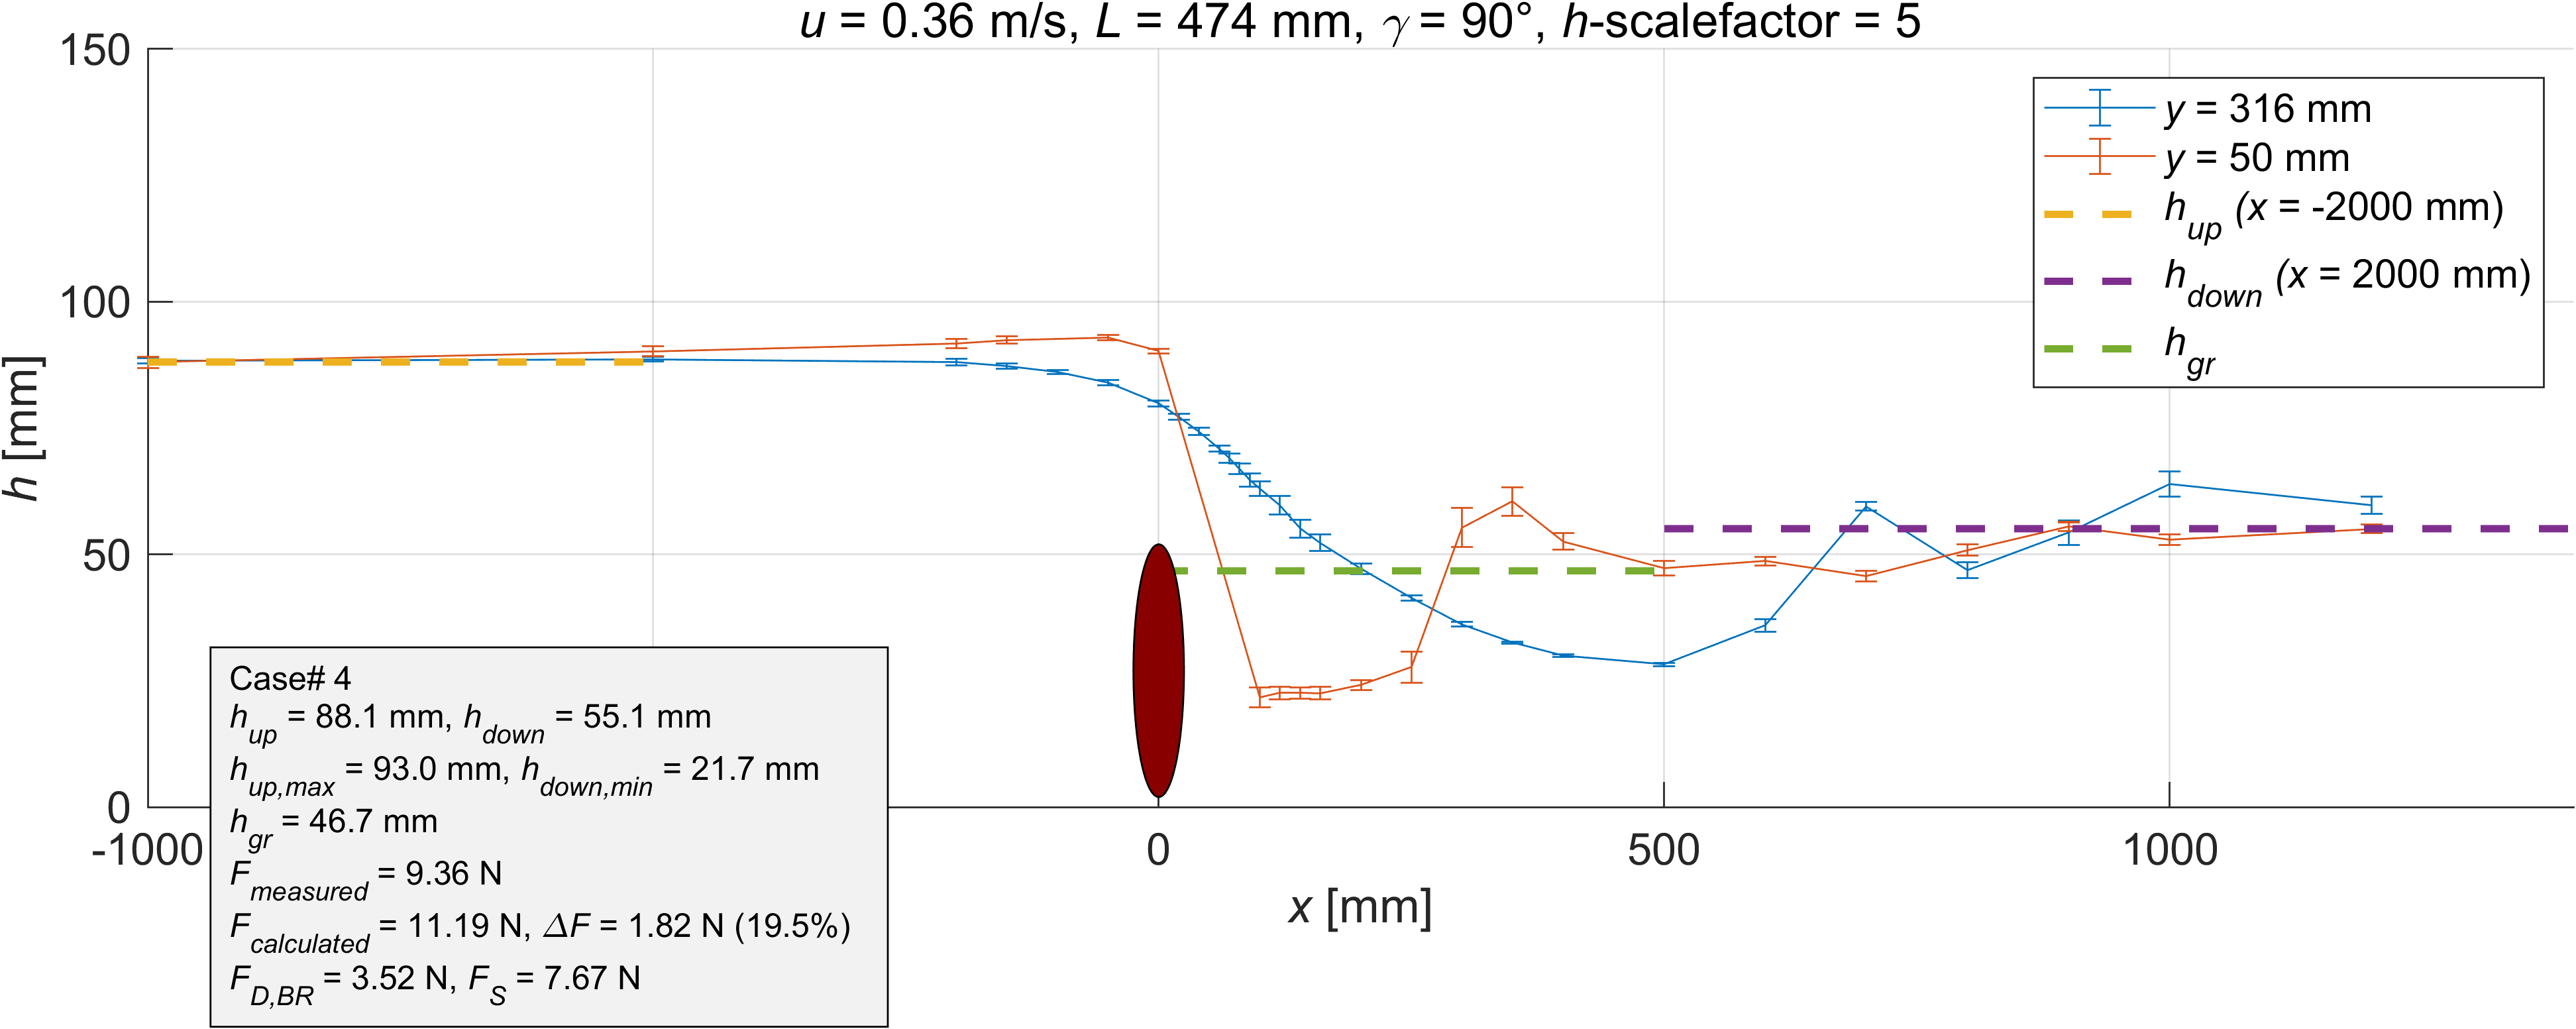 u = 0.36 m/s, L = 474 mm, γ = 90°, h-scalefactor = 5
150
100
50
0
h [mm]
-1000
0
500
1000
x [mm]
y = 316 mm
y = 50 mm
h_up (x = -2000 mm)
h_down (x = 2000 mm)
h_gr
Case# 4
h_up = 88.1 mm, h_down = 55.1 mm
h_up,max = 93.0 mm, h_down,min = 21.7 mm
h_gr = 46.7 mm
F_measured = 9.36 N
F_calculated = 11.19 N, ΔF = 1.82 N (19.5%)
F_D,BR = 3.52 N, F_S = 7.67 N